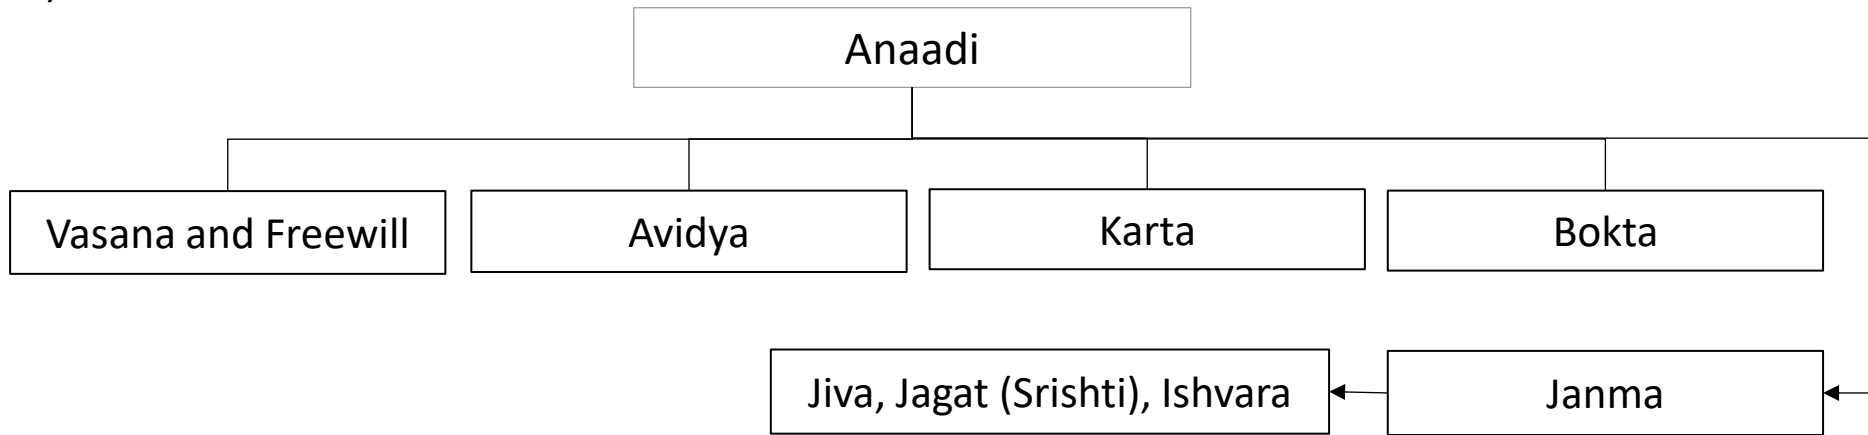 Anaadi
Vasana and Freewill
Avidya
Karta
Bokta
Jiva, Jagat (Srishti), Ishvara
Janma